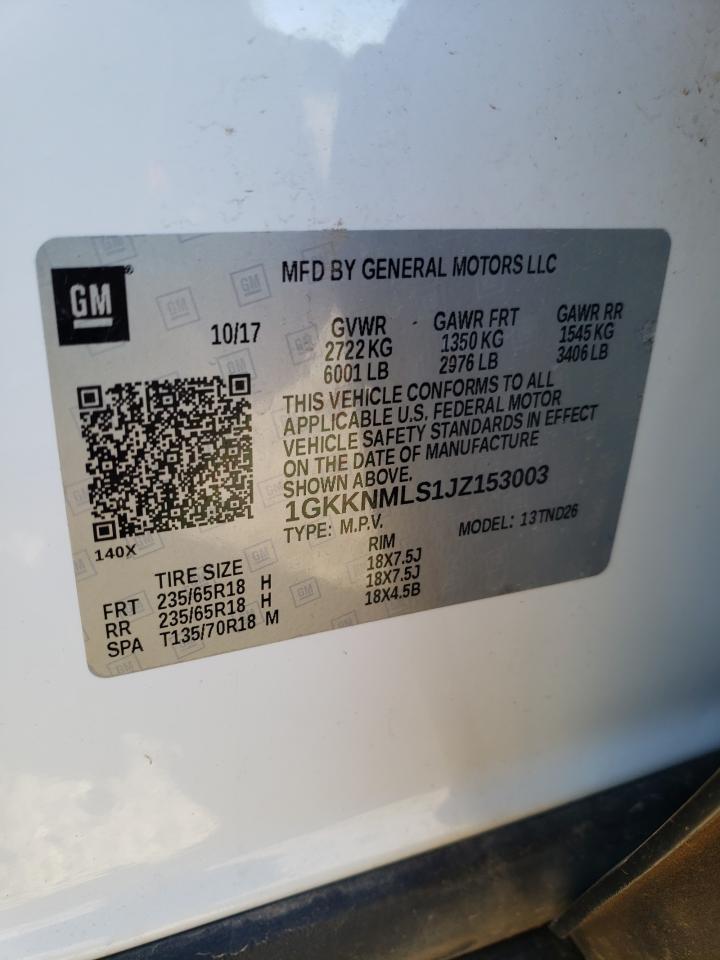 GM
MFD BY GENERAL MOTORS LLC
10/17 GVWR GAWR FRT GAWR RR
2722 KG 1350 KG 1545 KG
6001 LB 2976 LB 3406 LB
THIS VEHICLE CONFORMS TO ALL
APPLICABLE U.S. FEDERAL MOTOR
VEHICLE SAFETY STANDARDS IN EFFECT
ON THE DATE OF MANUFACTURE
SHOWN ABOVE.
1GKKNMLS1JZ153003
TYPE: M.P.V. MODEL: 13TND26
140X
TIRE SIZE RIM
FRT 235/65R18 H 18X7.5J
RR 235/65R18 H 18X7.5J
SPA T135/70R18 M 18X4.5B